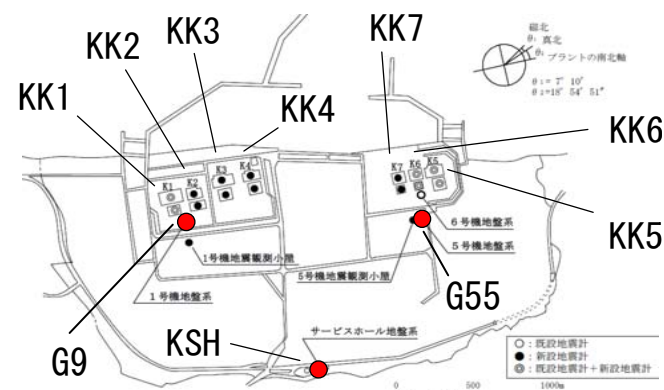 KK3
KK7
KK2
KK1
KK4
KK6
KK5
磁北
θ₁ 真北
θ₂ プラントの南北軸
θ₁= 7° 10′
θ₂=18° 54′ 51″
K1
K2
K3
K4
K7
K6
K5
6号機地盤系
5号機地盤系
1号機地震観測小屋
5号機地震観測小屋
1号機地盤系
G9
G55
KSH
サービスホール地盤系
○：既設地震計
●：新設地震計
◎：既設地震計＋新設地震計
0
500
1000m